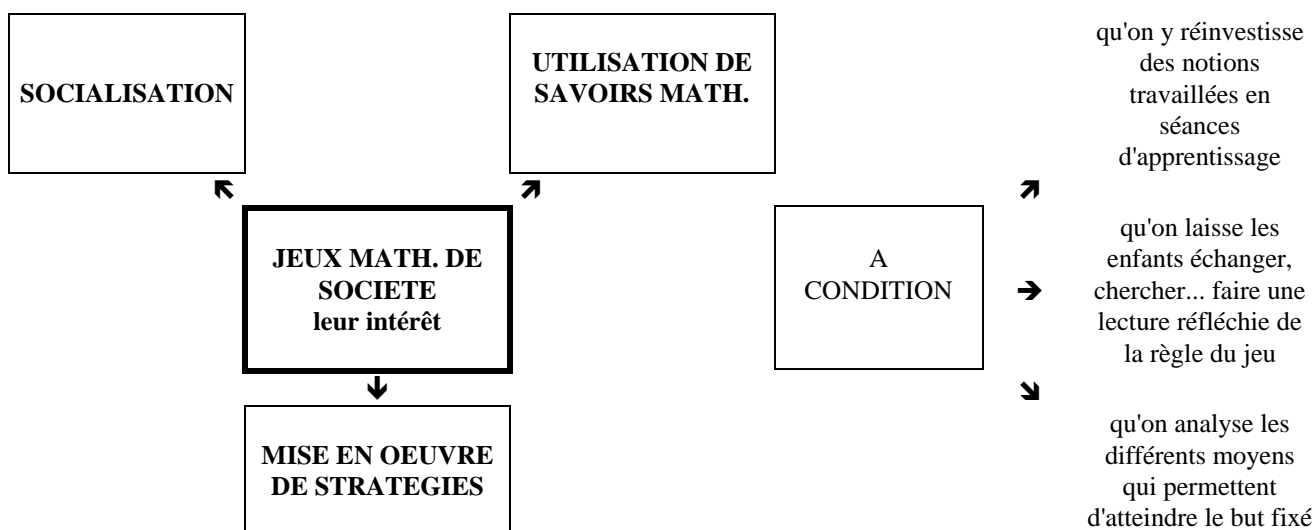 SOCIALISATION
UTILISATION DE
SAVOIRS MATH.
JEUX MATH. DE
SOCIETE
leur intérêt
MISE EN OEUVRE
DE STRATEGIES
A
CONDITION
qu'on y réinvestisse
des notions
travaillées en
séances
d'apprentissage
qu'on laisse les
enfants échanger,
chercher... faire une
lecture réfléchie de
la règle du jeu
qu'on analyse les
différents moyens
qui permettent
d'atteindre le but fixé